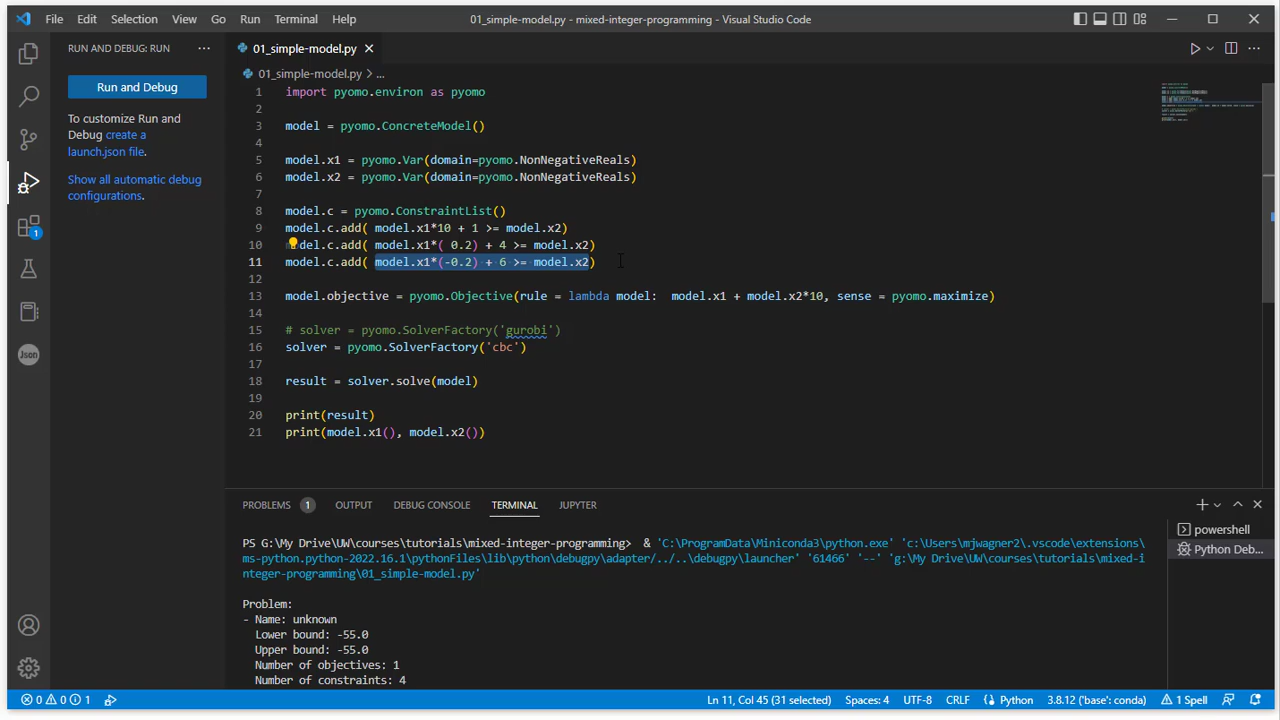 File Edit Selection View Go Run Terminal Help 01_simple-model.py - mixed-integer-programming - Visual Studio Code
RUN AND DEBUG: RUN ...
Run and Debug
To customize Run and
Debug create a
launch.json file.
Show all automatic debug
configurations.
1
Json
01_simple-model.py
01_simple-model.py > ...
1 import pyomo.environ as pyomo
2
3 model = pyomo.ConcreteModel()
4
5 model.x1 = pyomo.Var(domain=pyomo.NonNegativeReals)
6 model.x2 = pyomo.Var(domain=pyomo.NonNegativeReals)
7
8 model.c = pyomo.ConstraintList()
9 model.c.add( model.x1*10 + 1 >= model.x2)
10 model.c.add( model.x1*( 0.2) + 4 >= model.x2)
11 model.c.add( model.x1*(-0.2) + 6 >= model.x2)
12
13 model.objective = pyomo.Objective(rule = lambda model:  model.x1 + model.x2*10, sense = pyomo.maximize)
14
15 # solver = pyomo.SolverFactory('gurobi')
16 solver = pyomo.SolverFactory('cbc')
17
18 result = solver.solve(model)
19
20 print(result)
21 print(model.x1(), model.x2())
PROBLEMS 1 OUTPUT DEBUG CONSOLE TERMINAL JUPYTER
powershell
Python Deb...
PS G:\My Drive\UW\courses\tutorials\mixed-integer-programming>  & 'C:\ProgramData\Miniconda3\python.exe' 'c:\Users\mjwagner2\.vscode\extensions\
ms-python.python-2022.16.1\pythonFiles\lib\python\debugpy\adapter/../..\debugpy\launcher' '61466' '--' 'g:\My Drive\UW\courses\tutorials\mixed-i
nteger-programming\01_simple-model.py'
Problem:
- Name: unknown
Lower bound: -55.0
Upper bound: -55.0
Number of objectives: 1
Number of constraints: 4
0 0 1 Ln 11, Col 45 (31 selected) Spaces: 4 UTF-8 CRLF Python 3.8.12 ('base': conda) 1 Spell